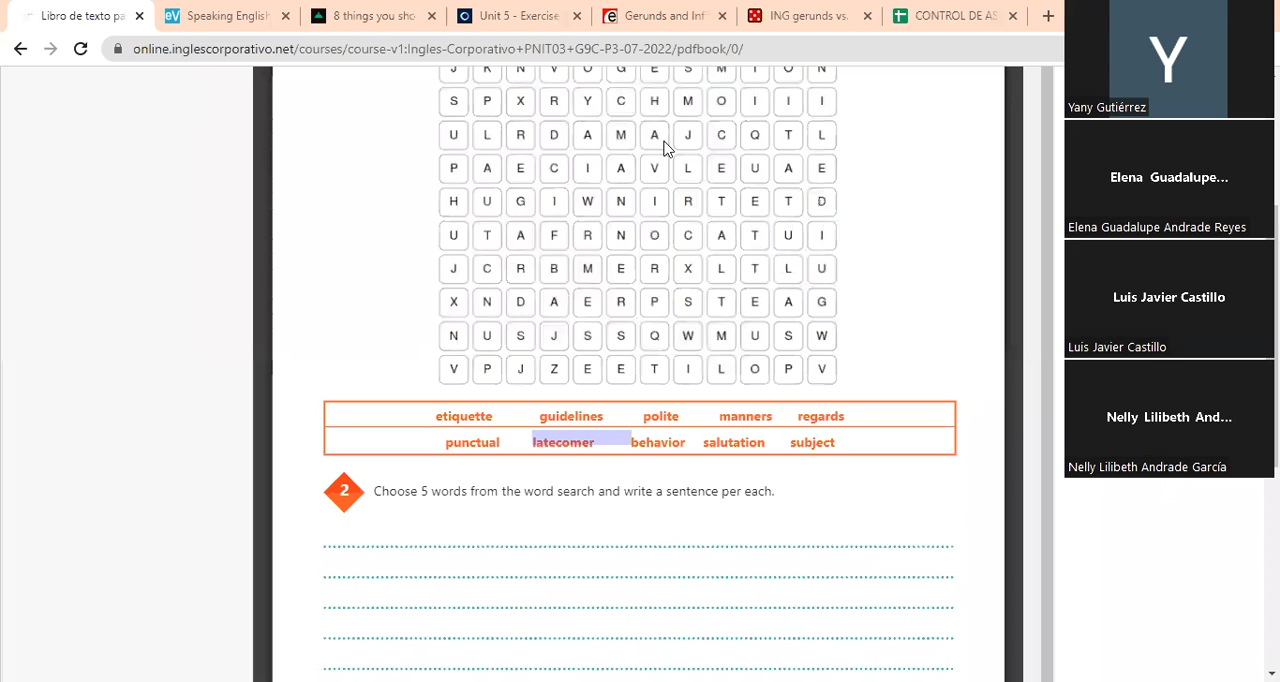 Libro de texto pa
Speaking English
8 things you sho
Unit 5 - Exercise
Gerunds and Inf
ING gerunds vs.
CONTROL DE AS
online.inglescorporativo.net/courses/course-v1:Ingles-Corporativo+PNIT03+G9C-P3-07-2022/pdfbook/0/
J K N V O G E S M I O N
S P X R Y C H M O I I I
U L R D A M A J C Q T L
P A E C I A V L E U A E
H U G I W N I R T E T D
U T A F R N O C A T U I
J C R B M E R X L T L U
X N D A E R P S T E A G
N U S J S S Q W M U S W
V P J Z E E T I L O P V
etiquette guidelines polite manners regards
punctual latecomer behavior salutation subject
2 Choose 5 words from the word search and write a sentence per each.
Y
Yany Gutiérrez
Elena Guadalupe...
Elena Guadalupe Andrade Reyes
Luis Javier Castillo
Luis Javier Castillo
Nelly Lilibeth And...
Nelly Lilibeth Andrade García